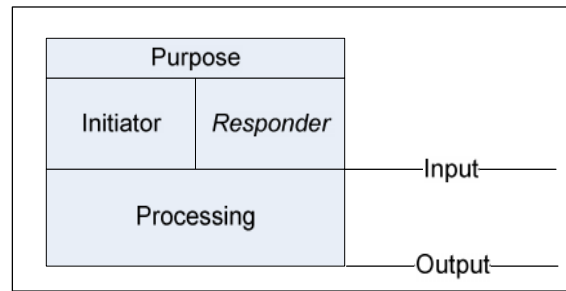 Purpose
Initiator
Responder
Input
Processing
Output